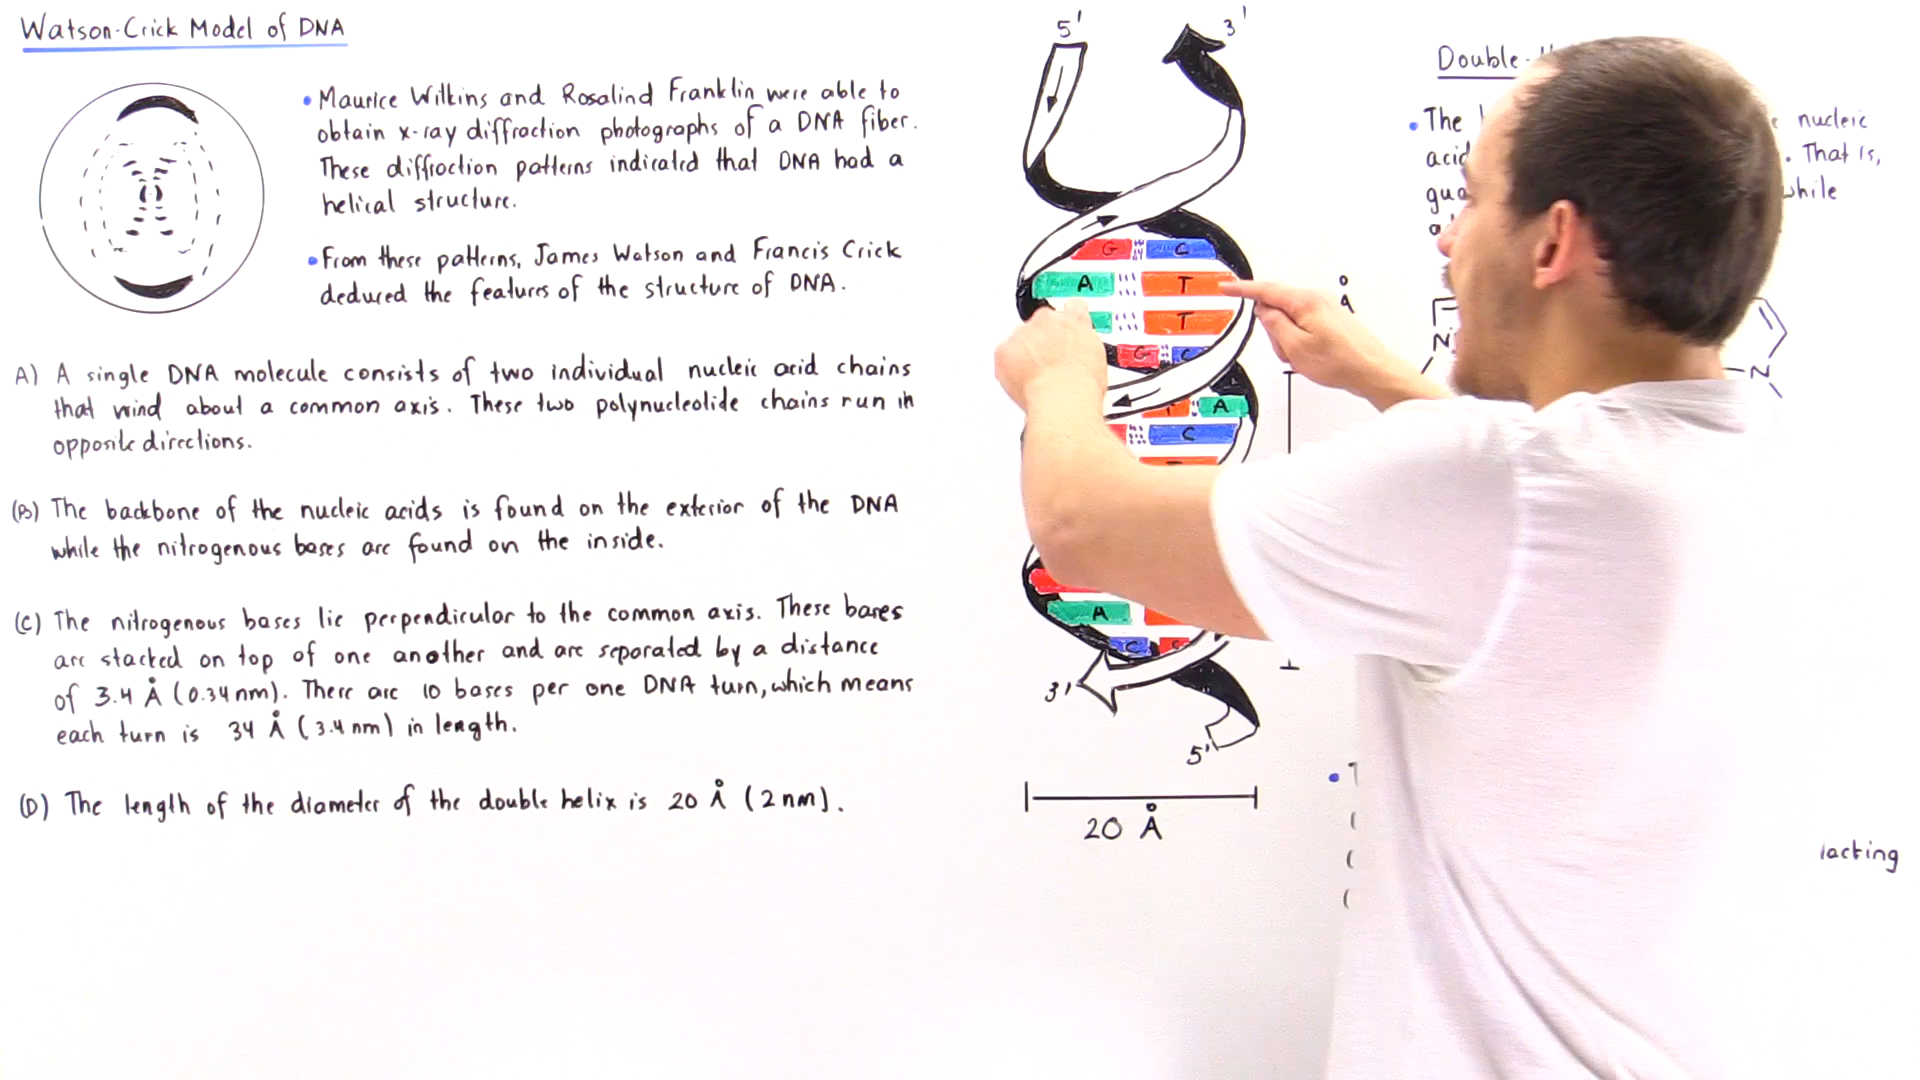 Watson-Crick Model of DNA
• Maurice Wilkins and Rosalind Franklin were able to
obtain x-ray diffraction photographs of a DNA fiber.
These diffraction patterns indicated that DNA had a
helical structure.
• From these patterns, James Watson and Francis Crick
deduced the features of the structure of DNA.
A) A single DNA molecule consists of two individual nucleic acid chains
that wind about a common axis. These two polynucleotide chains run in
opposite directions.
(B) The backbone of the nucleic acids is found on the exterior of the DNA
while the nitrogenous bases are found on the inside.
(C) The nitrogenous bases lie perpendicular to the common axis. These bases
are stacked on top of one another and are separated by a distance
of 3.4 Å (0.34nm). There are 10 bases per one DNA turn, which means
each turn is 34 Å (3.4 nm) in length.
(D) The length of the diameter of the double helix is 20 Å (2nm).
5' 3'
G C
A T
T
G C
T A
C
A
C G
3'
5'
20 Å
Å
Double-
• The nucleic
acid . That is,
while
N N
lacting